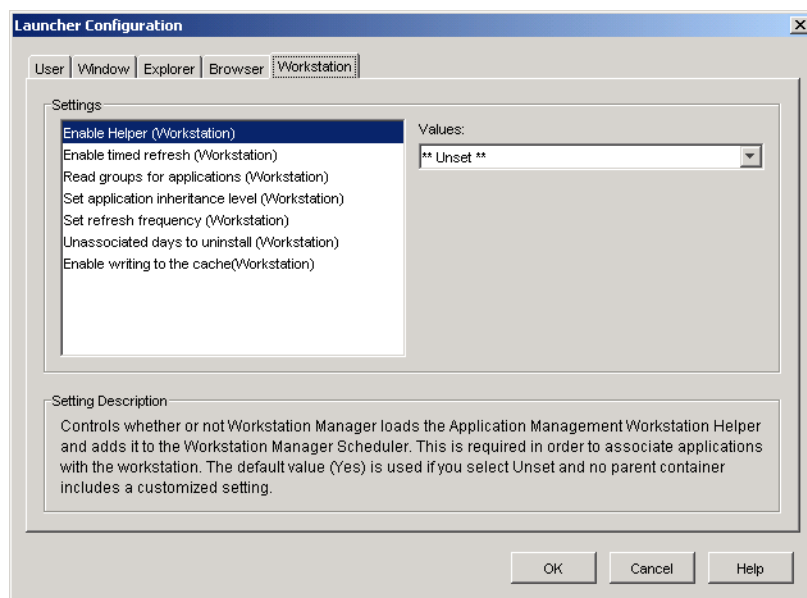 Launcher Configuration
User
Window
Explorer
Browser
Workstation
Settings
Enable Helper (Workstation)
Enable timed refresh (Workstation)
Read groups for applications (Workstation)
Set application inheritance level (Workstation)
Set refresh frequency (Workstation)
Unassociated days to uninstall (Workstation)
Enable writing to the cache(Workstation)
Values:
** Unset **
Setting Description
Controls whether or not Workstation Manager loads the Application Management Workstation Helper
and adds it to the Workstation Manager Scheduler. This is required in order to associate applications
with the workstation. The default value (Yes) is used if you select Unset and no parent container
includes a customized setting.
OK
Cancel
Help